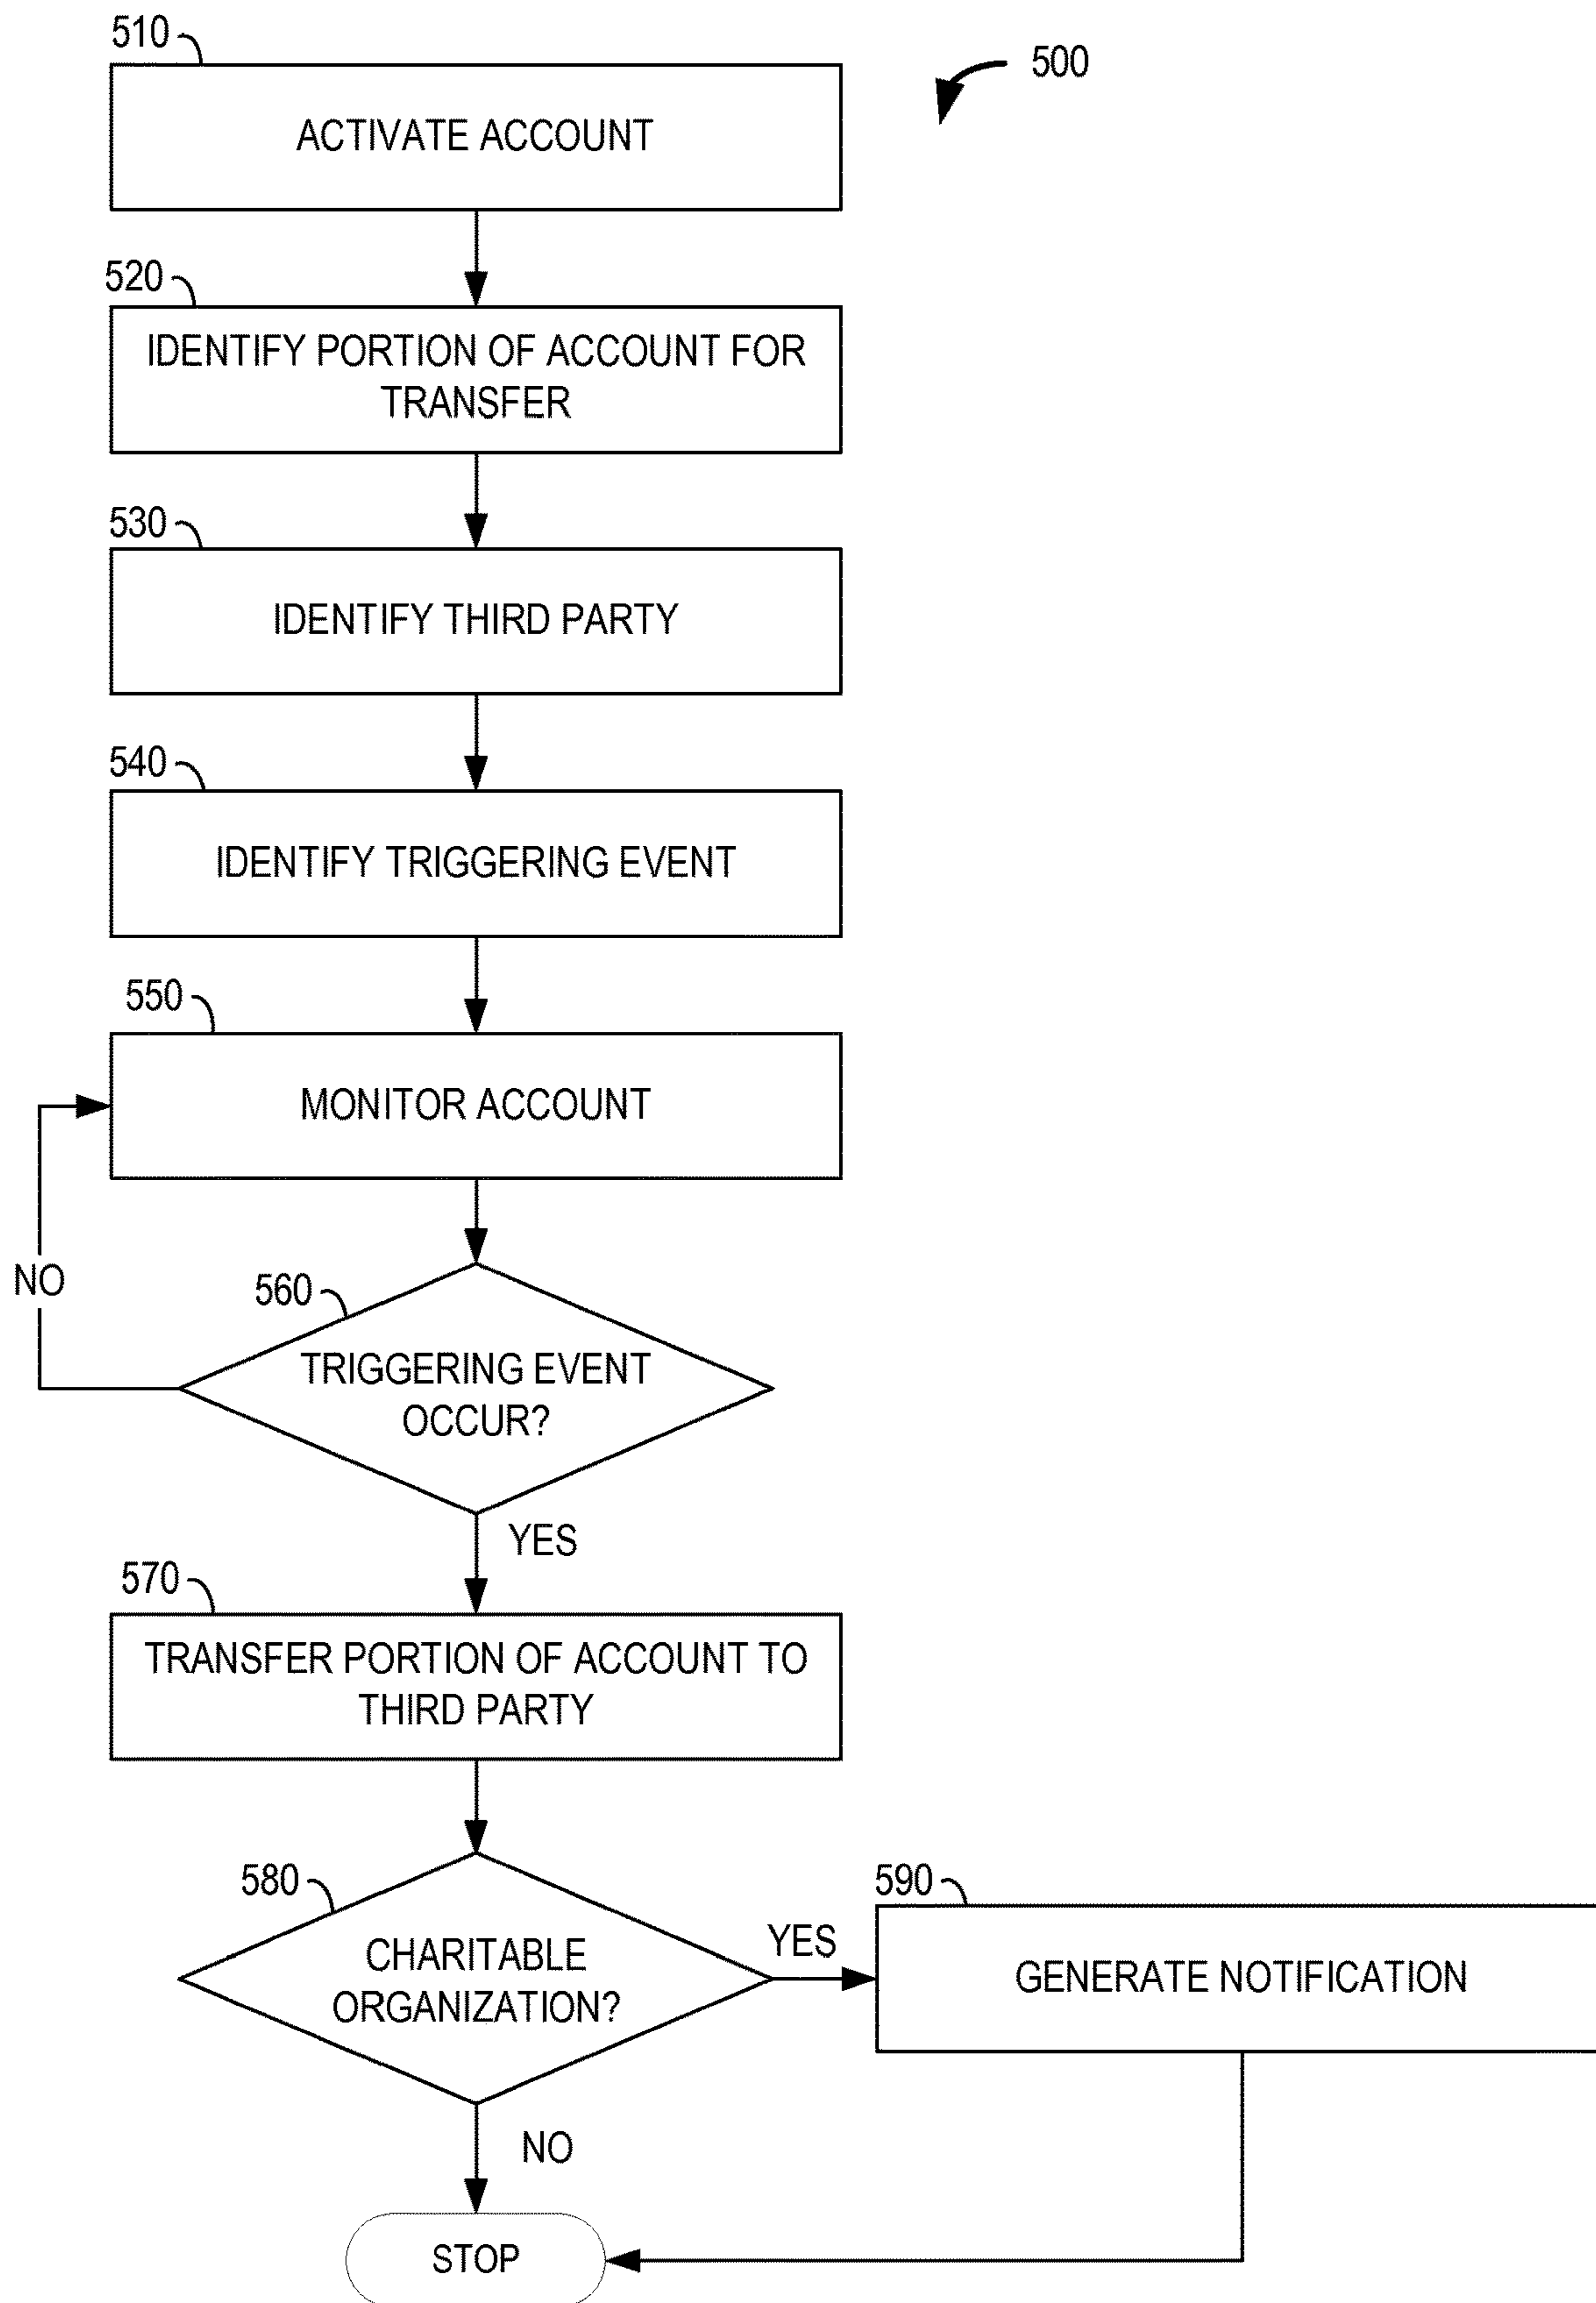 510
500
ACTIVATE ACCOUNT
520
IDENTIFY PORTION OF ACCOUNT FOR
TRANSFER
530
IDENTIFY THIRD PARTY
540
IDENTIFY TRIGGERING EVENT
550
MONITOR ACCOUNT
NO
560
TRIGGERING EVENT
OCCUR?
YES
570
TRANSFER PORTION OF ACCOUNT TO
THIRD PARTY
580
590
CHARITABLE
ORGANIZATION?
YES
GENERATE NOTIFICATION
NO
STOP